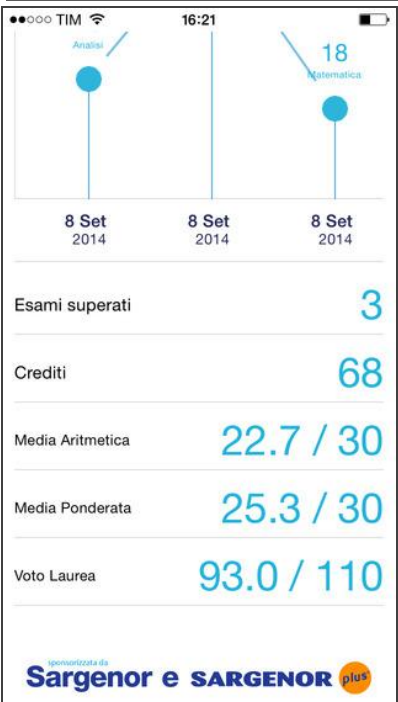 TIM 16:21
Analisi
18
Matematica
8 Set 8 Set 8 Set
2014 2014 2014
Esami superati 3
Crediti 68
Media Aritmetica 22.7 / 30
Media Ponderata 25.3 / 30
Voto Laurea 93.0 / 110
sponsorizzata da
Sargenor e SARGENOR plus